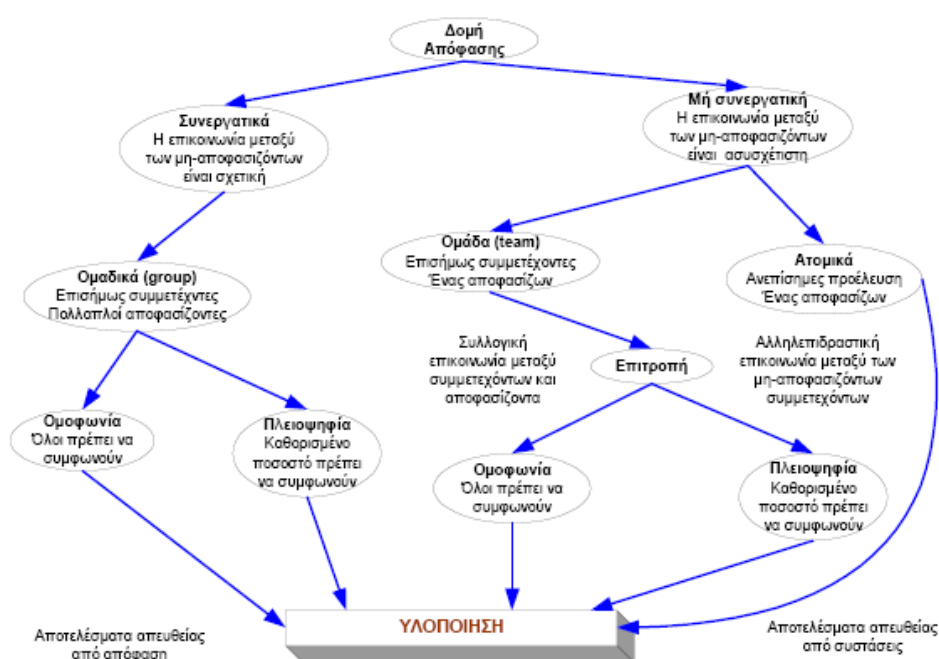 Δομή
Απόφασης
Συνεργατικά
Η επικοινωνία μεταξύ
των μη-αποφασιζόντων
είναι σχετική
Μή συνεργατική
Η επικοινωνία μεταξύ
των μη-αποφασιζόντων
είναι ασυσχέτιστη
Ομαδικά (group)
Επισήμως συμμετέχντες
Πολλαπλοί αποφασίζοντες
Ομάδα (team)
Επισήμως συμμετέχοντες
Ένας αποφασίζων
Ατομικά
Ανεπίσημες προέλευση
Ένας αποφασίζων
Συλλογική
επικοινωνία μεταξύ
συμμετεχόντων και
αποφασίζοντα
Επιτροπή
Αλληλεπιδραστική
επικοινωνία μεταξύ των
μη-αποφασιζόντων
συμμετεχόντων
Ομοφωνία
Όλοι πρέπει να
συμφωνούν
Πλειοψηφία
Καθορισμένο
ποσοστό πρέπει
να συμφωνούν
Ομοφωνία
Όλοι πρέπει να
συμφωνούν
Πλειοψηφία
Καθορισμένο
ποσοστό πρέπει
να συμφωνούν
ΥΛΟΠΟΙΗΣΗ
Αποτελέσματα απευθείας
από απόφαση
Αποτελέσματα απευθείας
από συστάσεις